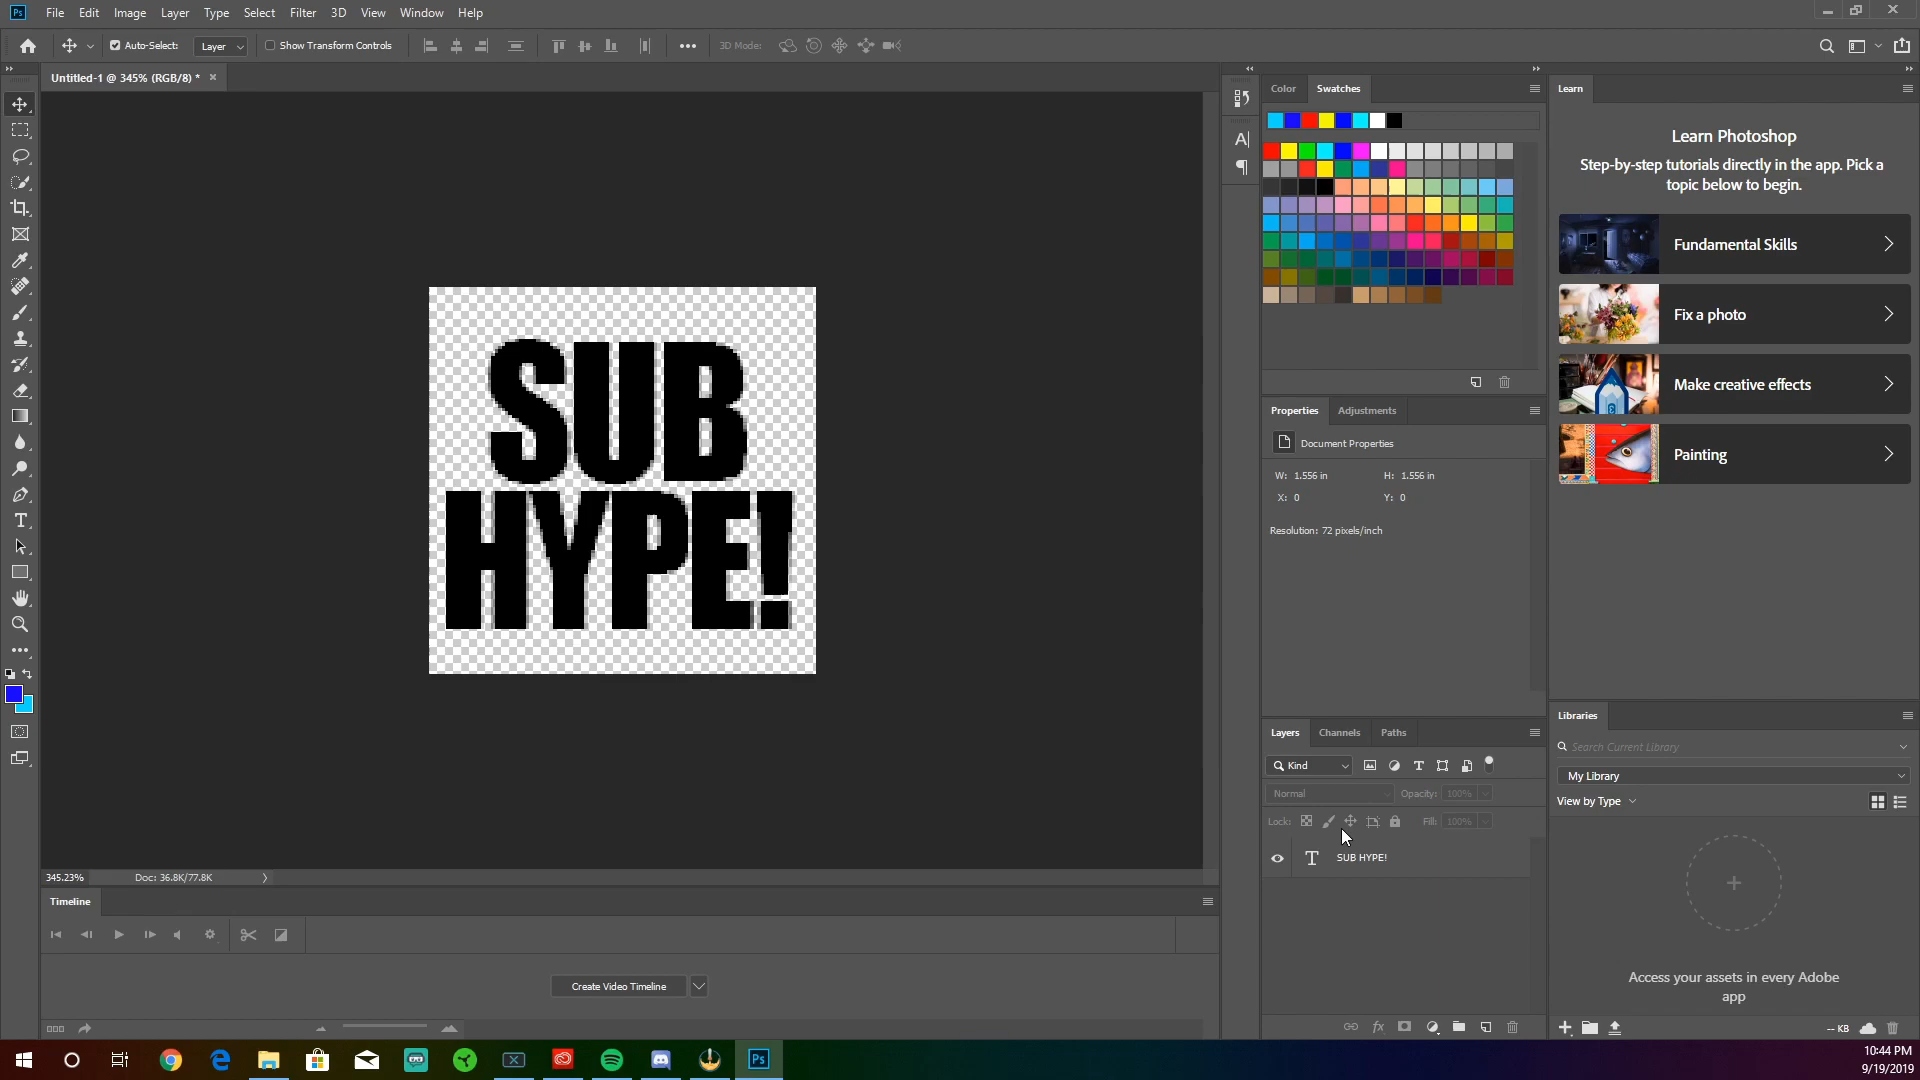 Ps File Edit Image Layer Type Select Filter 3D View Window Help
Auto-Select: Layer Show Transform Controls 3D Mode:
Untitled-1 @ 345% (RGB/8) *
SUB
HYPE!
345.23% Doc: 36.8K/77.8K
Timeline
Create Video Timeline
Color Swatches
Properties Adjustments
Document Properties
W: 1.556 in H: 1.556 in
X: 0 Y: 0
Resolution: 72 pixels/inch
Layers Channels Paths
Kind
Normal Opacity: 100%
Lock: Fill: 100%
SUB HYPE!
fx
Learn
Learn Photoshop
Step-by-step tutorials directly in the app. Pick a
topic below to begin.
Fundamental Skills
Fix a photo
Make creative effects
Painting
Libraries
Search Current Library
My Library
View by Type
Access your assets in every Adobe
app
-- KB
Ps
10:44 PM
9/19/2019